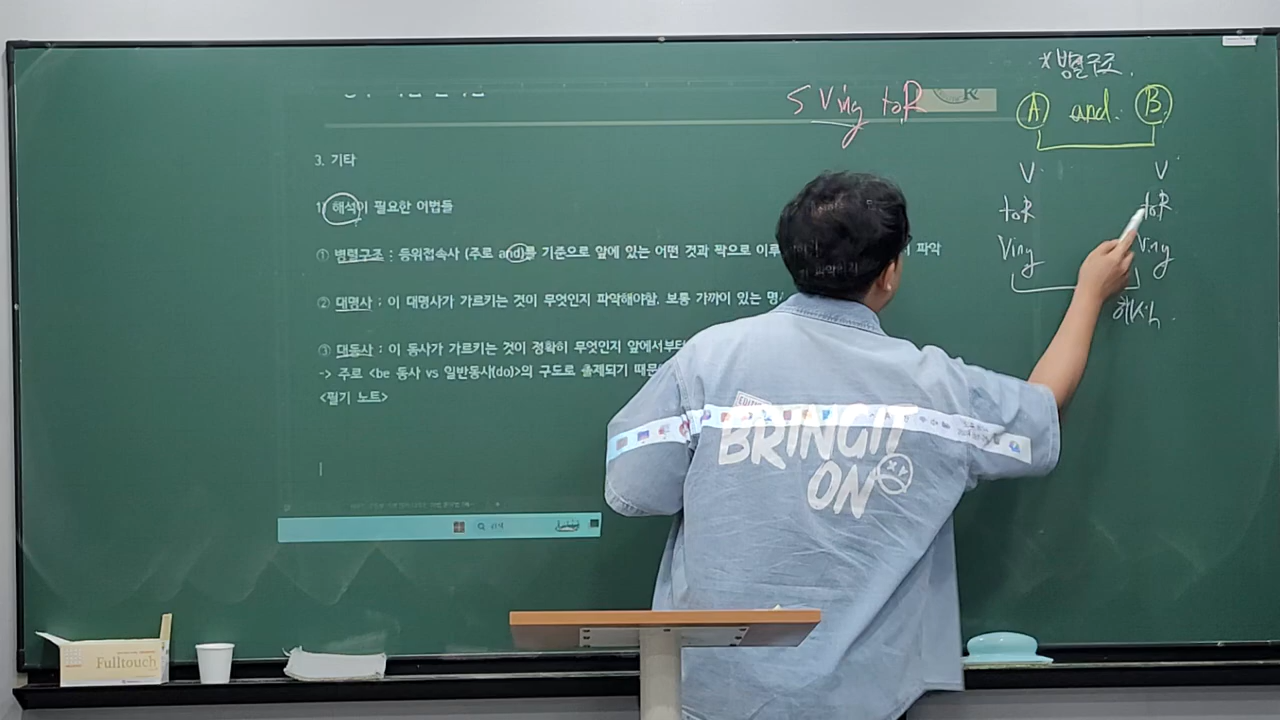 *병렬구조.
S Ving toR
A and B
V V
toR toR
Ving Ving
해석.
3. 기타
1) 해석이 필요한 어법들
① 병렬구조 : 등위접속사 (주로 and)를 기준으로 앞에 있는 어떤 것과 짝으로 이루 파악
② 대명사 : 이 대명사가 가르키는 것이 무엇인지 파악해야함. 보통 가까이 있는
③ 대동사 : 이 동사가 가르키는 것이 정확히 무엇인지 앞에서부터
-> 주로 <be 동사 vs 일반동사(do)>의 구도로 출제되기 때문
<필기 노트>
BRING IT
ON
Fulltouch